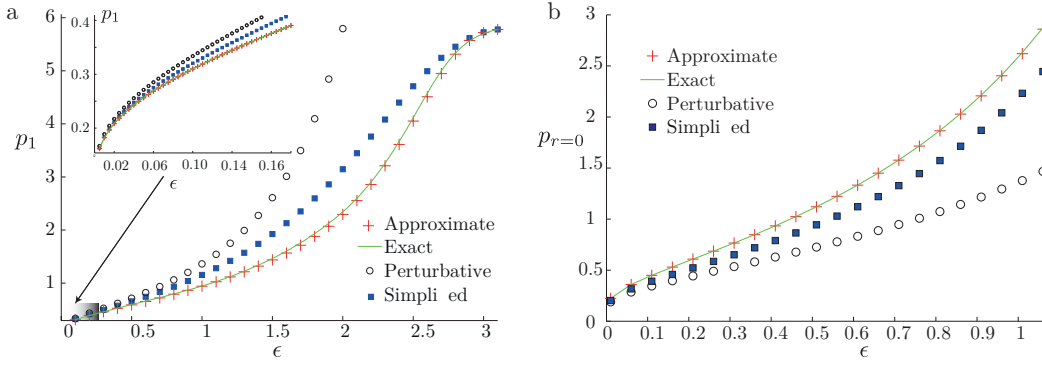 a
p₁
6
5
4
3
2
1
0
0.5
1
1.5
2
2.5
3
ϵ
p₁
0.4
0.3
0.2
0.02
0.06
0.10
0.12
0.16
ϵ
Approximate
Exact
Perturbative
Simpli ed
b
p_{r=0}
3
2.5
2
1.5
1
0.5
0
0
0.1
0.2
0.3
0.4
0.5
0.6
0.7
0.8
0.9
1
ϵ
Approximate
Exact
Perturbative
Simpli ed